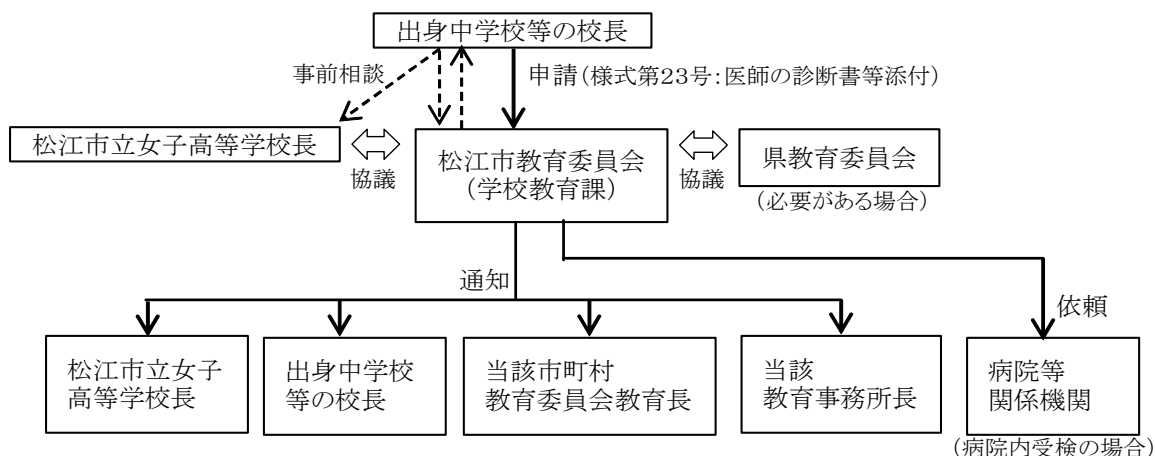 出身中学校等の校長
事前相談
申請(様式第23号:医師の診断書等添付)
松江市立女子高等学校長
協議
松江市教育委員会
(学校教育課)
協議
県教育委員会
(必要がある場合)
通知
依頼
松江市立女子
高等学校長
出身中学校
等の校長
当該市町村
教育委員会教育長
当該
教育事務所長
病院等
関係機関
(病院内受検の場合)